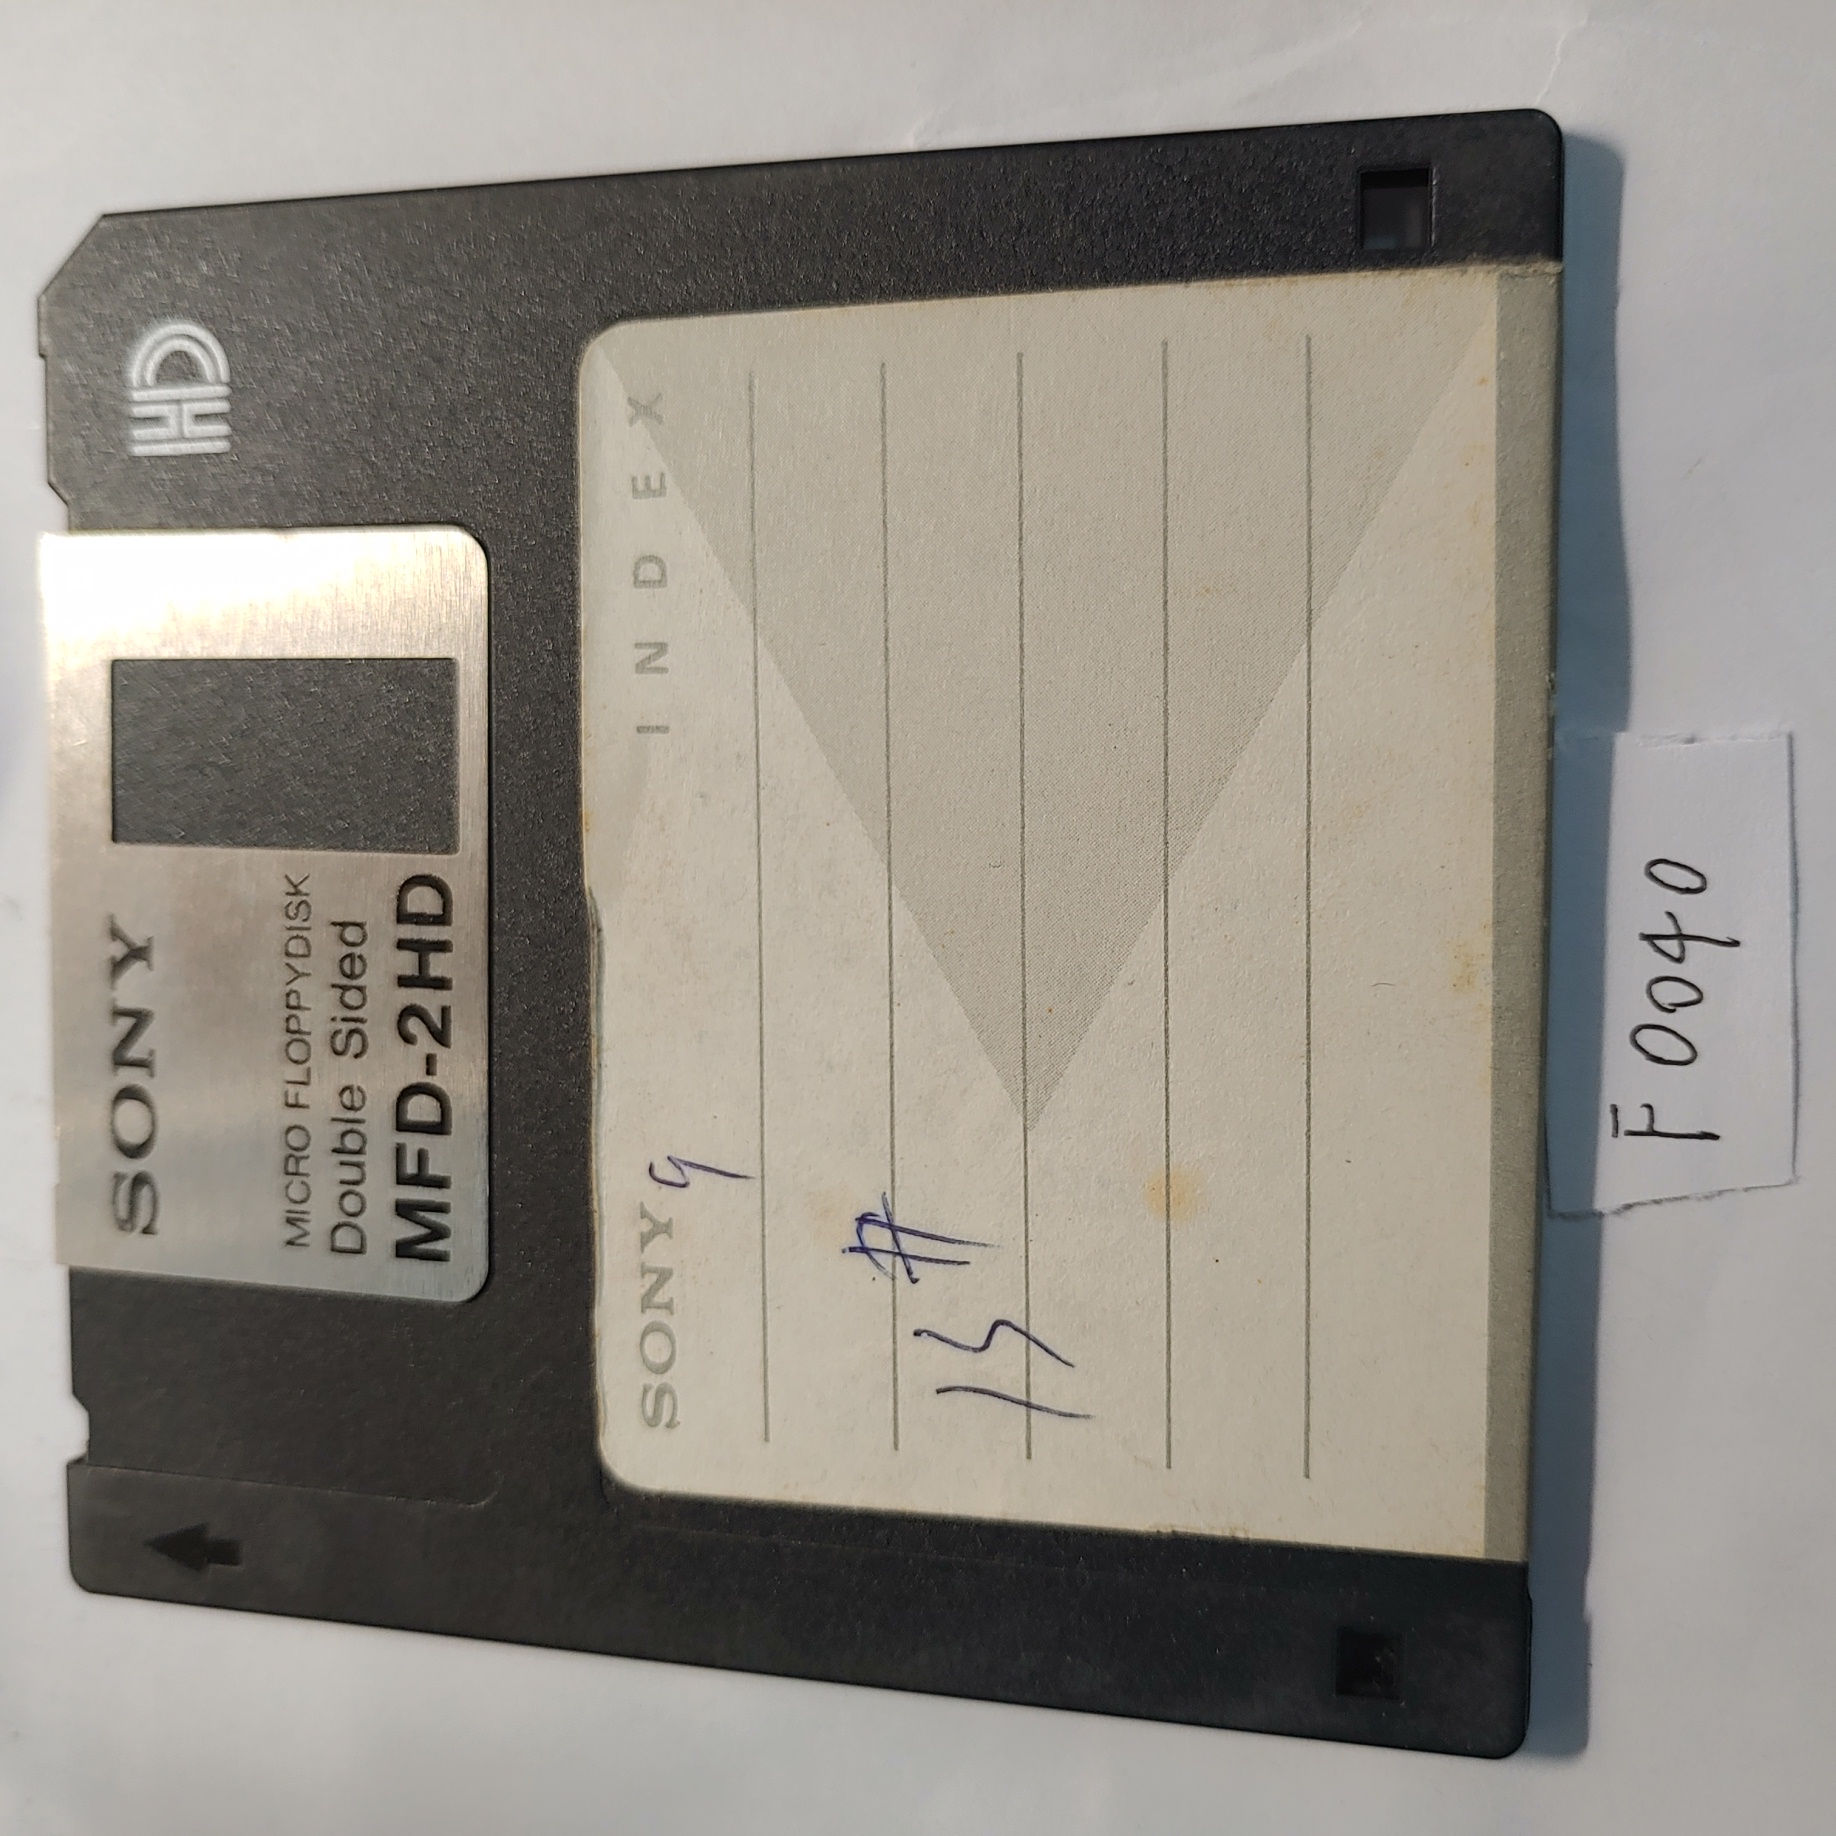 SONY
HD
MICRO FLOPPYDISK
Double Sided
MFD-2HD
SONY INDEX
9
13 #
F0040